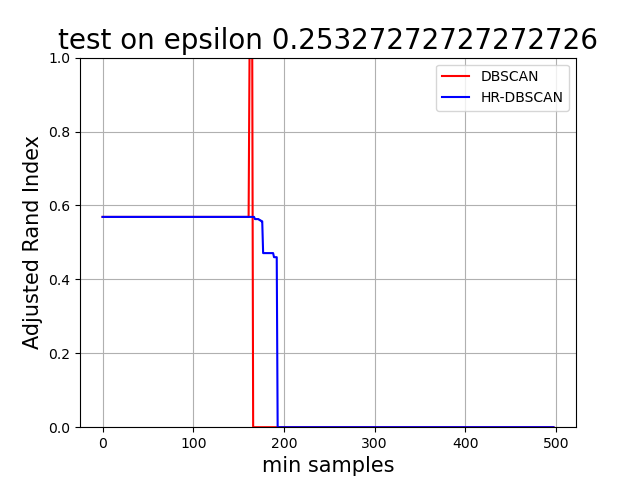 test on epsilon 0.25327272727272726
DBSCAN
HR-DBSCAN
Adjusted Rand Index
1.0
0.8
0.6
0.4
0.2
0.0
0 100 200 300 400 500
min samples